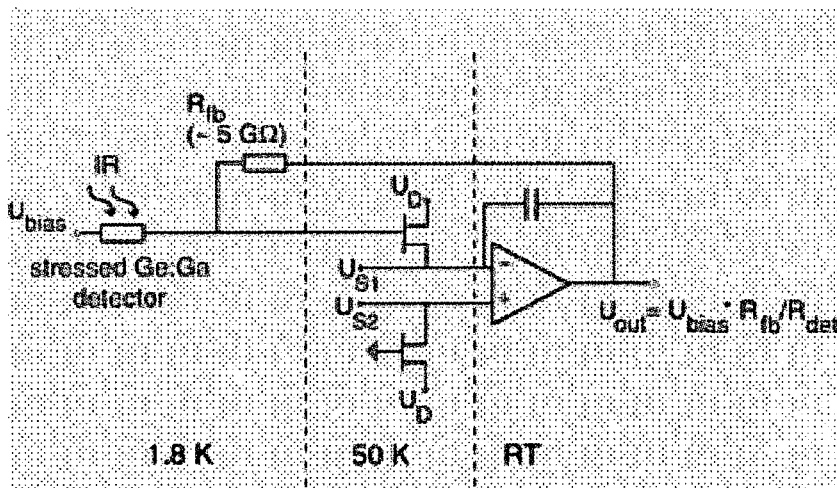 R_fb
(~ 5 GΩ)
IR
U_bias
stressed Ge:Ga
detector
U_D
U_S1
U_S2
U_D
-
+
U_out = U_bias * R_fb/R_det
1.8 K
50 K
RT